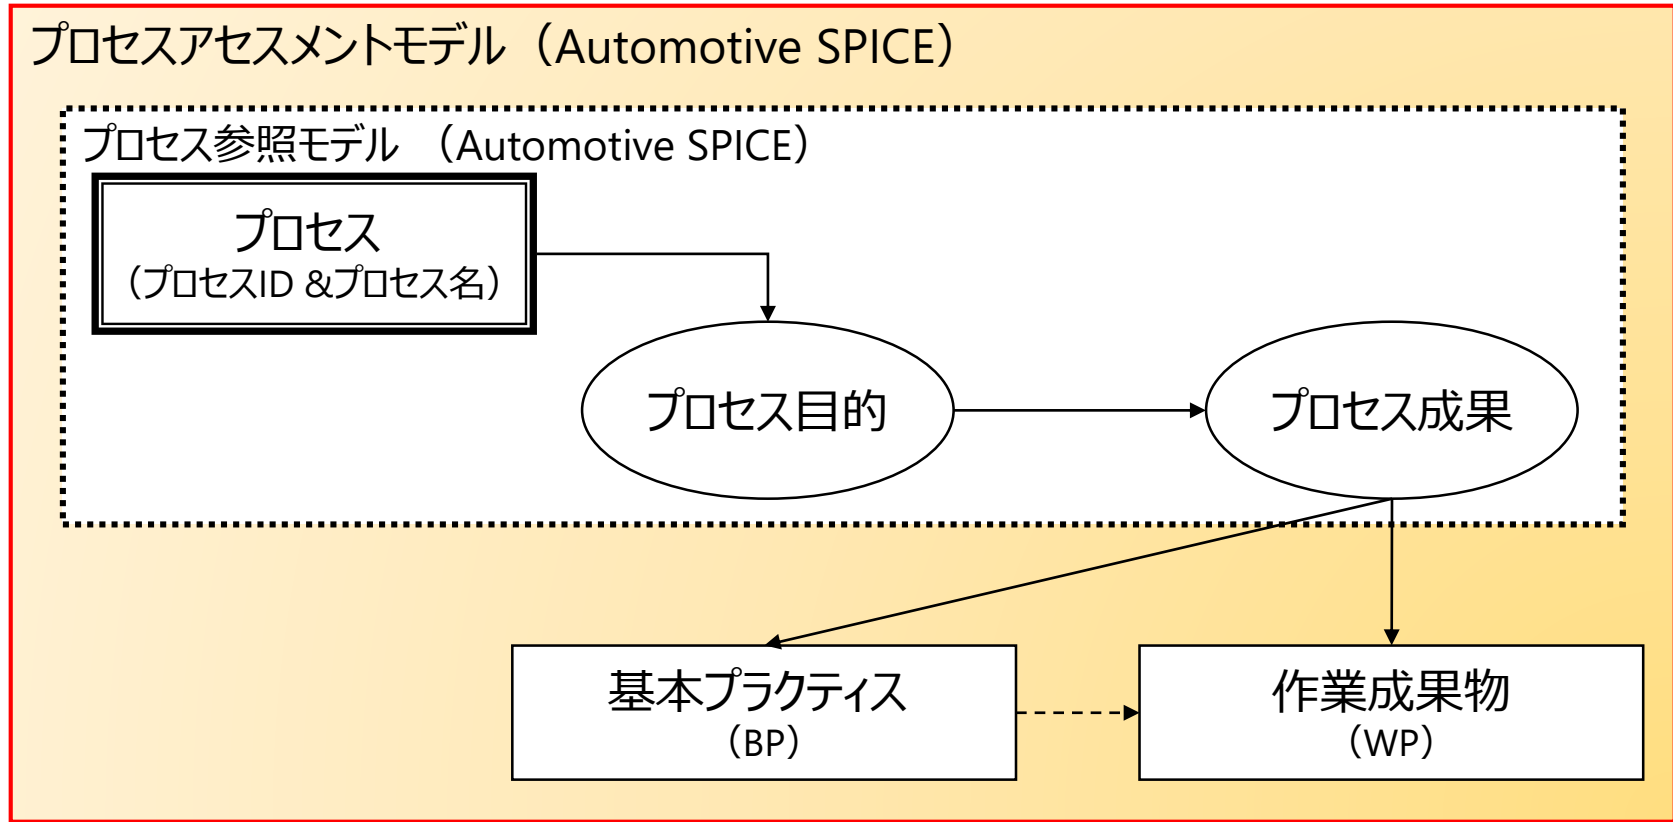 プロセスアセスメントモデル（Automotive SPICE）
プロセス参照モデル （Automotive SPICE）
プロセス
（プロセスID &プロセス名）
プロセス目的
プロセス成果
基本プラクティス
（BP）
作業成果物
（WP）